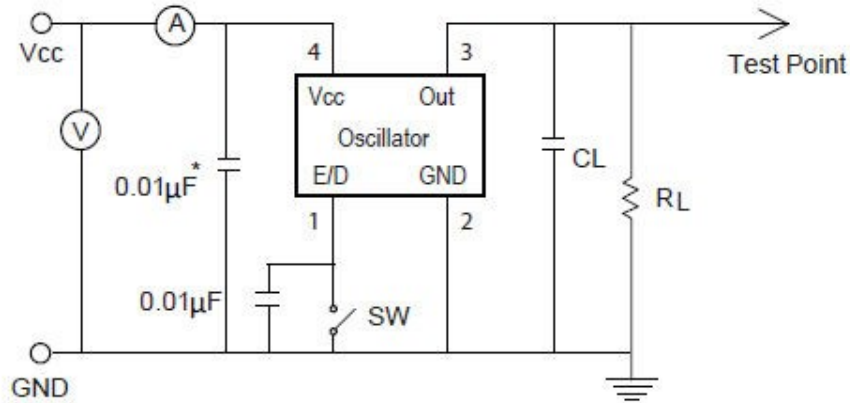 Vcc
A
4
3
Test Point
V
Vcc
Out
Oscillator
E/D
GND
0.01µF*
CL
RL
1
2
0.01µF
SW
GND